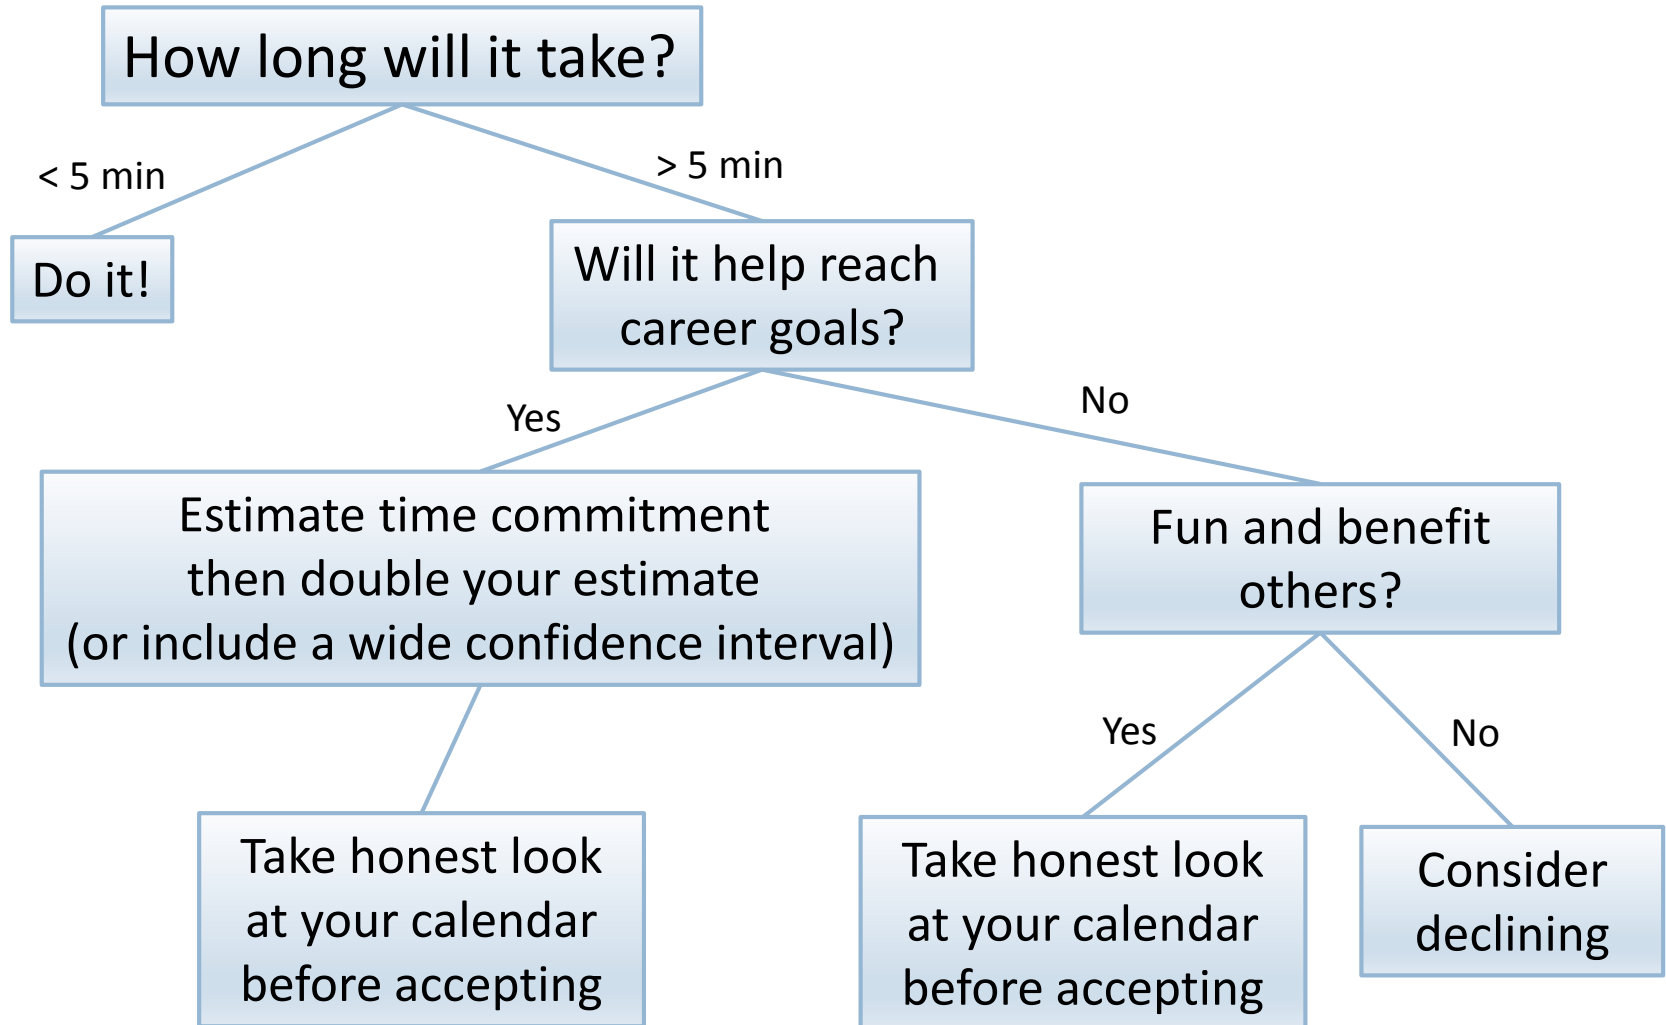 How long will it take?
< 5 min
> 5 min
Do it!
Will it help reach
career goals?
Yes
No
Estimate time commitment
then double your estimate
(or include a wide confidence interval)
Fun and benefit
others?
Yes
No
Take honest look
at your calendar
before accepting
Take honest look
at your calendar
before accepting
Consider
declining